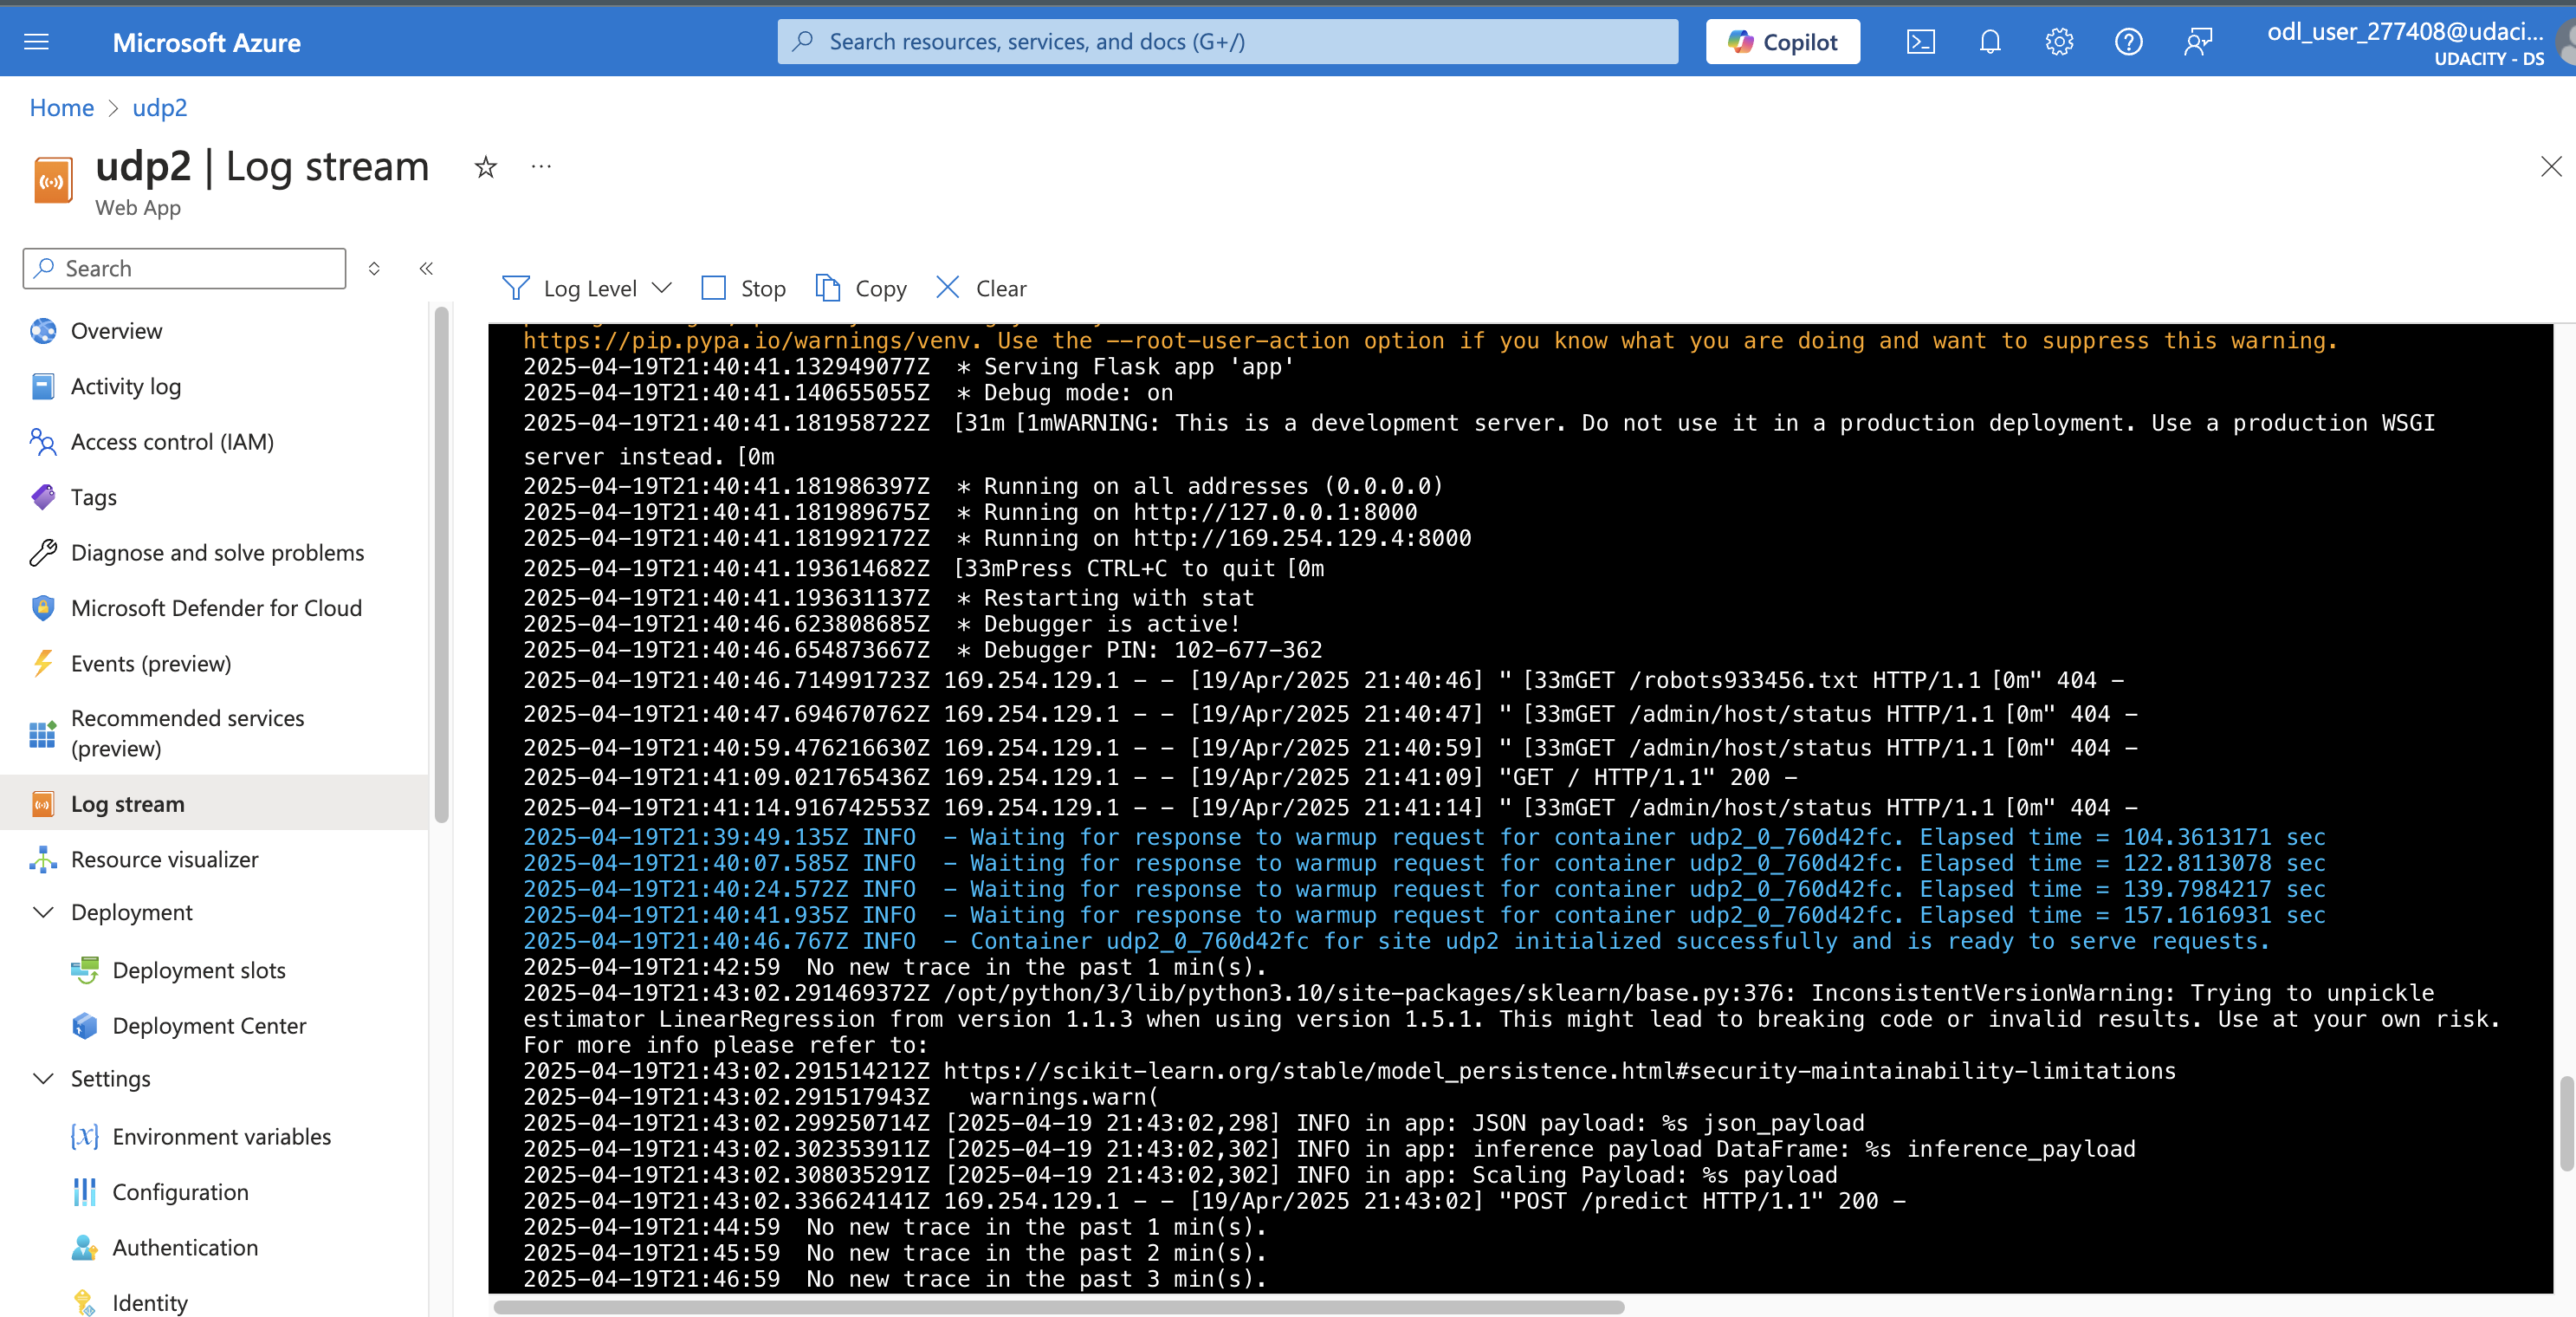 Microsoft Azure
Search resources, services, and docs (G+/)
Copilot
odl_user_277408@udaci...
UDACITY - DS
Home > udp2
udp2 | Log stream
Web App
Search
Overview
Activity log
Access control (IAM)
Tags
Diagnose and solve problems
Microsoft Defender for Cloud
Events (preview)
Recommended services
(preview)
Log stream
Resource visualizer
Deployment
Deployment slots
Deployment Center
Settings
Environment variables
Configuration
Authentication
Identity
Log Level
Stop
Copy
Clear
https://pip.pypa.io/warnings/venv. Use the --root-user-action option if you know what you are doing and want to suppress this warning.
2025-04-19T21:40:41.132949077Z  * Serving Flask app 'app'
2025-04-19T21:40:41.140655055Z  * Debug mode: on
2025-04-19T21:40:41.181958722Z  [31m [1mWARNING: This is a development server. Do not use it in a production deployment. Use a production WSGI
server instead. [0m
2025-04-19T21:40:41.181986397Z  * Running on all addresses (0.0.0.0)
2025-04-19T21:40:41.181989675Z  * Running on http://127.0.0.1:8000
2025-04-19T21:40:41.181992172Z  * Running on http://169.254.129.4:8000
2025-04-19T21:40:41.193614682Z  [33mPress CTRL+C to quit [0m
2025-04-19T21:40:41.193631137Z  * Restarting with stat
2025-04-19T21:40:46.623808685Z  * Debugger is active!
2025-04-19T21:40:46.654873667Z  * Debugger PIN: 102-677-362
2025-04-19T21:40:46.714991723Z 169.254.129.1 - - [19/Apr/2025 21:40:46] " [33mGET /robots933456.txt HTTP/1.1 [0m" 404 -
2025-04-19T21:40:47.694670762Z 169.254.129.1 - - [19/Apr/2025 21:40:47] " [33mGET /admin/host/status HTTP/1.1 [0m" 404 -
2025-04-19T21:40:59.476216630Z 169.254.129.1 - - [19/Apr/2025 21:40:59] " [33mGET /admin/host/status HTTP/1.1 [0m" 404 -
2025-04-19T21:41:09.021765436Z 169.254.129.1 - - [19/Apr/2025 21:41:09] "GET / HTTP/1.1" 200 -
2025-04-19T21:41:14.916742553Z 169.254.129.1 - - [19/Apr/2025 21:41:14] " [33mGET /admin/host/status HTTP/1.1 [0m" 404 -
2025-04-19T21:39:49.135Z INFO  - Waiting for response to warmup request for container udp2_0_760d42fc. Elapsed time = 104.3613171 sec
2025-04-19T21:40:07.585Z INFO  - Waiting for response to warmup request for container udp2_0_760d42fc. Elapsed time = 122.8113078 sec
2025-04-19T21:40:24.572Z INFO  - Waiting for response to warmup request for container udp2_0_760d42fc. Elapsed time = 139.7984217 sec
2025-04-19T21:40:41.935Z INFO  - Waiting for response to warmup request for container udp2_0_760d42fc. Elapsed time = 157.1616931 sec
2025-04-19T21:40:46.767Z INFO  - Container udp2_0_760d42fc for site udp2 initialized successfully and is ready to serve requests.
2025-04-19T21:42:59  No new trace in the past 1 min(s).
2025-04-19T21:43:02.291469372Z /opt/python/3/lib/python3.10/site-packages/sklearn/base.py:376: InconsistentVersionWarning: Trying to unpickle
estimator LinearRegression from version 1.1.3 when using version 1.5.1. This might lead to breaking code or invalid results. Use at your own risk.
For more info please refer to:
2025-04-19T21:43:02.291514212Z https://scikit-learn.org/stable/model_persistence.html#security-maintainability-limitations
2025-04-19T21:43:02.291517943Z   warnings.warn(
2025-04-19T21:43:02.299250714Z [2025-04-19 21:43:02,298] INFO in app: JSON payload: %s json_payload
2025-04-19T21:43:02.302353911Z [2025-04-19 21:43:02,302] INFO in app: inference payload DataFrame: %s inference_payload
2025-04-19T21:43:02.308035291Z [2025-04-19 21:43:02,302] INFO in app: Scaling Payload: %s payload
2025-04-19T21:43:02.336624141Z 169.254.129.1 - - [19/Apr/2025 21:43:02] "POST /predict HTTP/1.1" 200 -
2025-04-19T21:44:59  No new trace in the past 1 min(s).
2025-04-19T21:45:59  No new trace in the past 2 min(s).
2025-04-19T21:46:59  No new trace in the past 3 min(s).